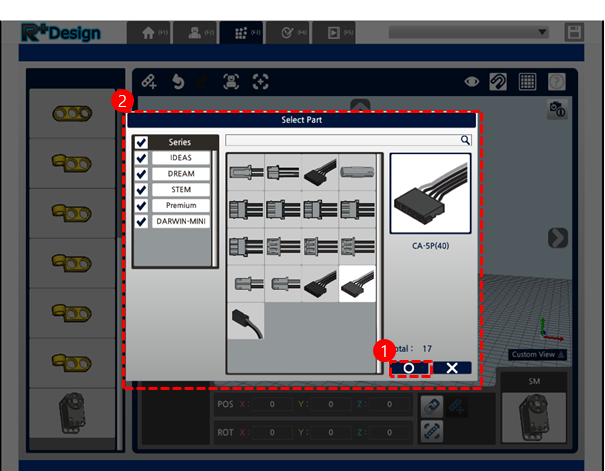 R+Design (F1) (F2) (F3) (F4) (F5)
2
Select Part
Series
IDEAS
DREAM
STEM
Premium
DARWIN-MINI
CA-5P(40)
1
otal : 17
O X
Custom View
SM
POS X: 0 Y: 0 Z: 0
ROT X: 0 Y: 0 Z: 0